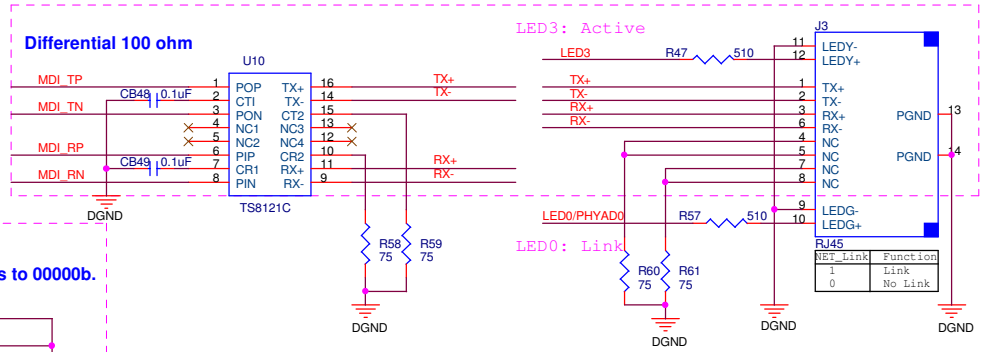 LED3: Active
J3
Differential 100 ohm
U10
MDI_TP
1
POP
TX+
16
TX+
CB48
0.1uF
2
CTI
TX-
14
TX-
MDI_TN
3
PON
CT2
15
4
NC1
NC3
13
5
NC2
NC4
12
MDI_RP
6
PIP
CR2
10
CB49
0.1uF
7
CR1
RX+
11
RX+
MDI_RN
8
PIN
RX-
9
RX-
DGND
TS8121C
R58
75
R59
75
DGND
LED3
R47
510
11
LEDY-
12
LEDY+
TX+
1
TX+
TX-
2
TX-
RX+
3
RX+
RX-
6
RX-
4
NC
5
NC
7
NC
8
NC
PGND
13
PGND
14
9
LEDG-
LED0/PHYAD0
R57
510
10
LEDG+
LED0: Link
RJ45
R60
75
R61
75
NET_Link Function
1 Link
0 No Link
DGND
DGND
DGND
s to 00000b.